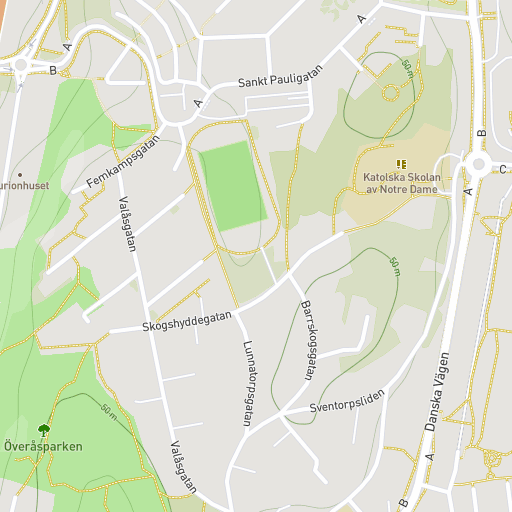 A
A
50 m
B
Sankt Pauligatan
A
B
Femkampsgatan
Katolska Skolan
av Notre Dame
C
urionhuset
A
Valåsgatan
50 m
Skogshyddegatan
Barrskogsgatan
Lunnatorpsgatan
Danska Vägen
Sventorpsliden
50 m
Överåsparken
Valåsgatan
A
B